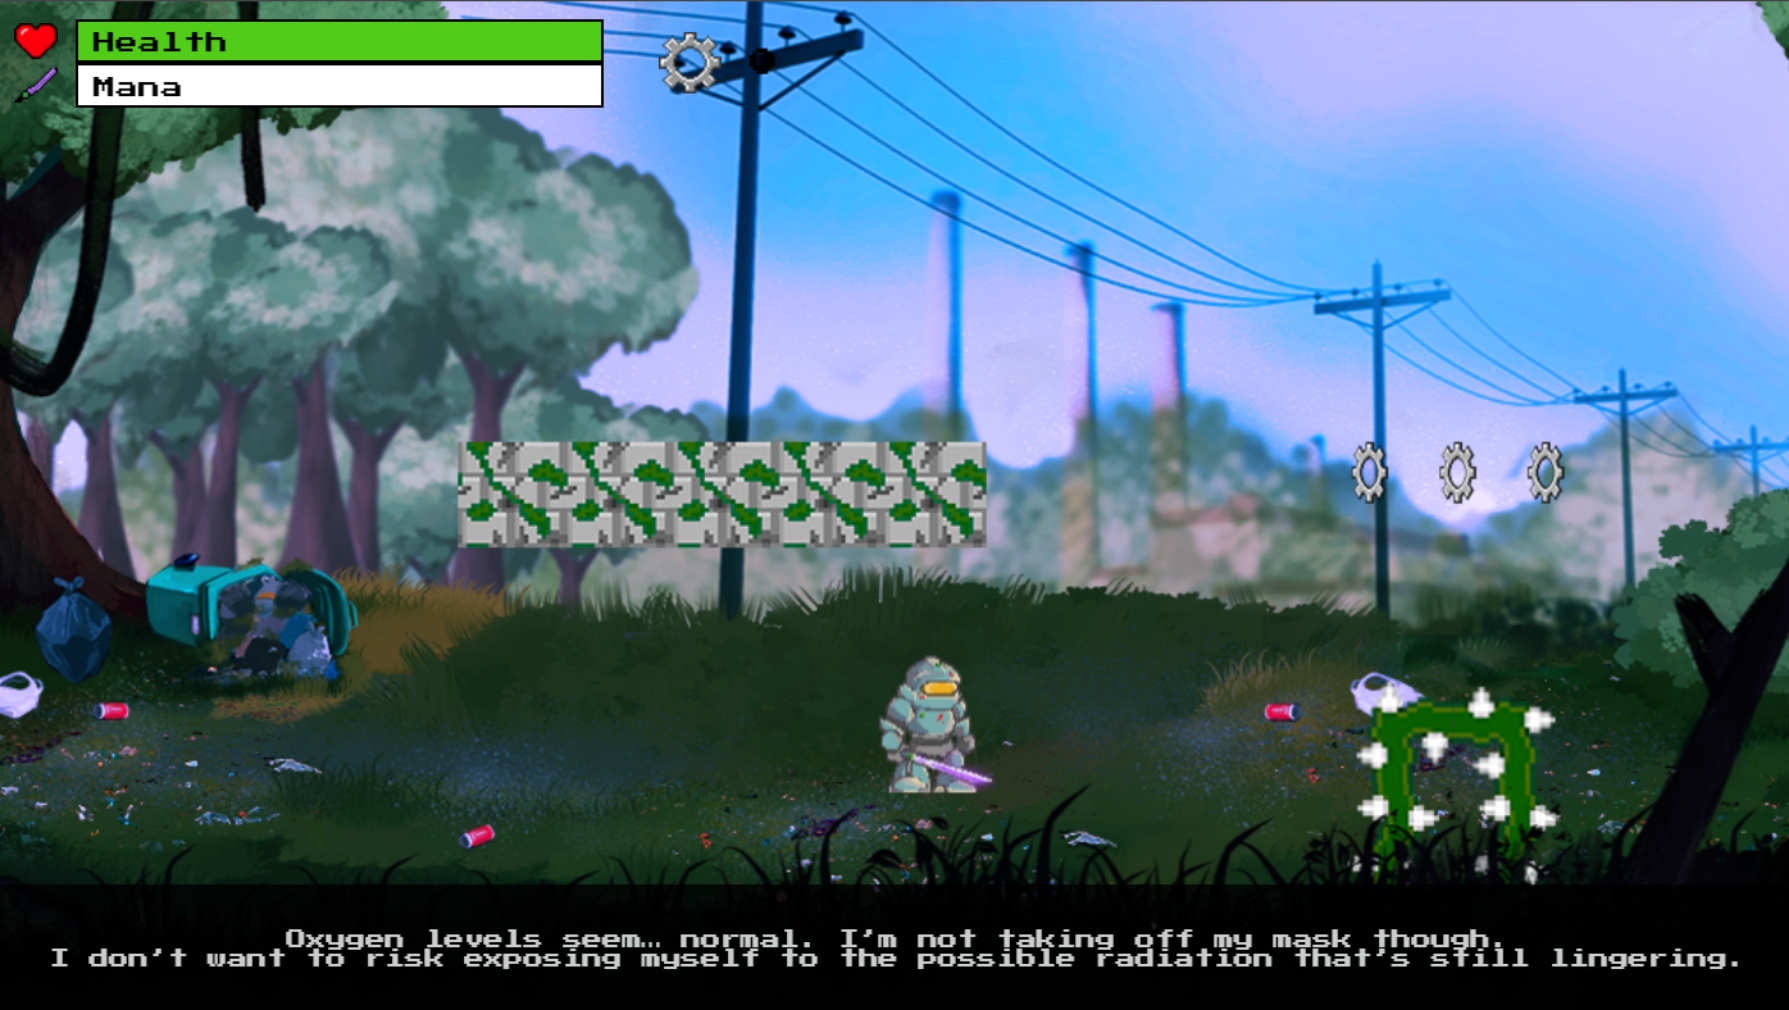 Health
Mana
Oxygen levels seem… normal. I'm not taking off my mask though.
I don't want to risk exposing myself to the possible radiation that's still lingering.